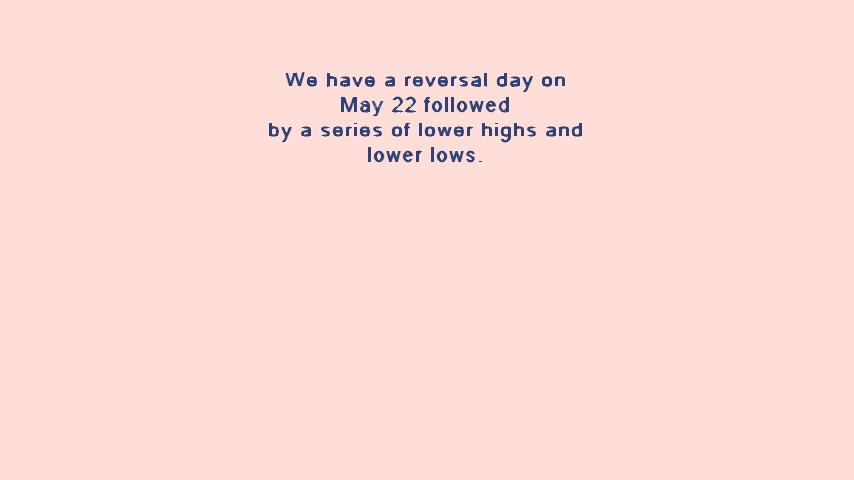 We have a reversal day on
May 22 followed
by a series of lower highs and
lower lows.